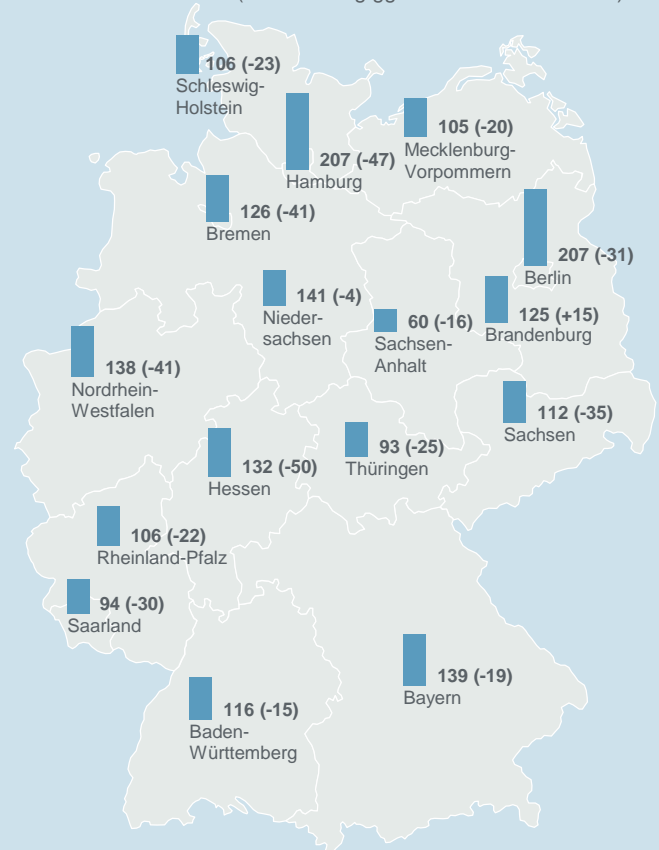 106 (-23)
Schleswig-
Holstein
207 (-47)
Hamburg
105 (-20)
Mecklenburg-
Vorpommern
126 (-41)
Bremen
207 (-31)
Berlin
141 (-4)
Nieder-
sachsen
60 (-16)
Sachsen-
Anhalt
125 (+15)
Brandenburg
138 (-41)
Nordrhein-
Westfalen
112 (-35)
Sachsen
132 (-50)
Hessen
93 (-25)
Thüringen
106 (-22)
Rheinland-Pfalz
94 (-30)
Saarland
139 (-19)
Bayern
116 (-15)
Baden-
Württemberg